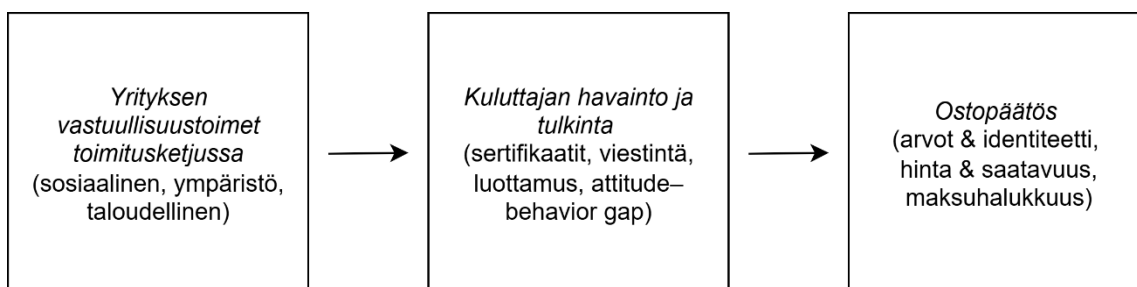 Yrityksen
vastuullisuustoimet
toimitusketjussa
(sosiaalinen, ympäristö,
taloudellinen)
Kuluttajan havainto ja
tulkinta
(sertifikaatit, viestintä,
luottamus, attitude–
behavior gap)
Ostopäätös
(arvot & identiteetti,
hinta & saatavuus,
maksuhalukkuus)